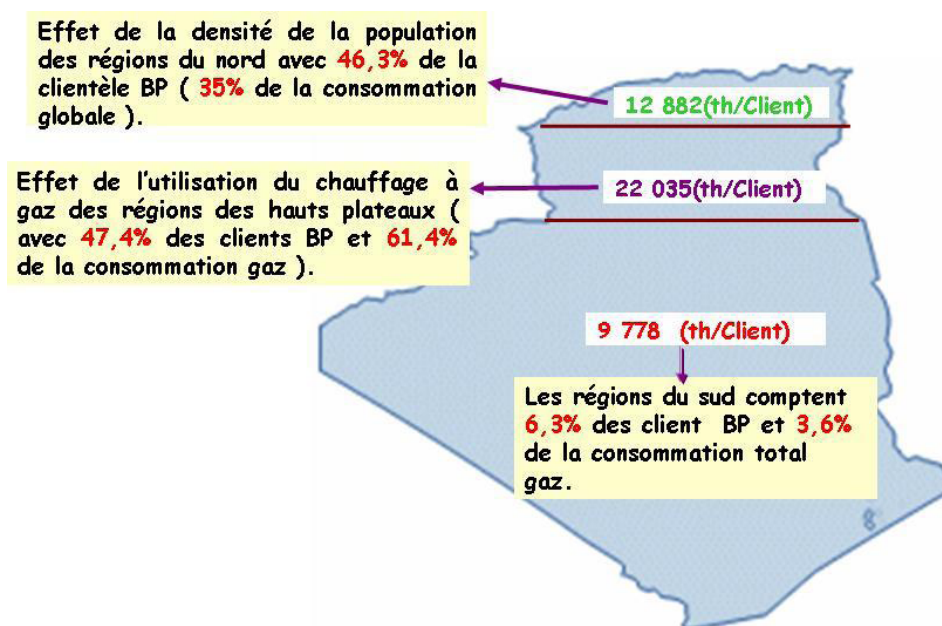 Effet de la densité de la population
des régions du nord avec 46,3% de la
clientèle BP ( 35% de la consommation
globale ).
12 882(th/Client)
Effet de l'utilisation du chauffage à
gaz des régions des hauts plateaux (
avec 47,4% des clients BP et 61,4%
de la consommation gaz ).
22 035(th/Client)
9 778 (th/Client)
Les régions du sud comptent
6,3% des client BP et 3,6%
de la consommation total
gaz.